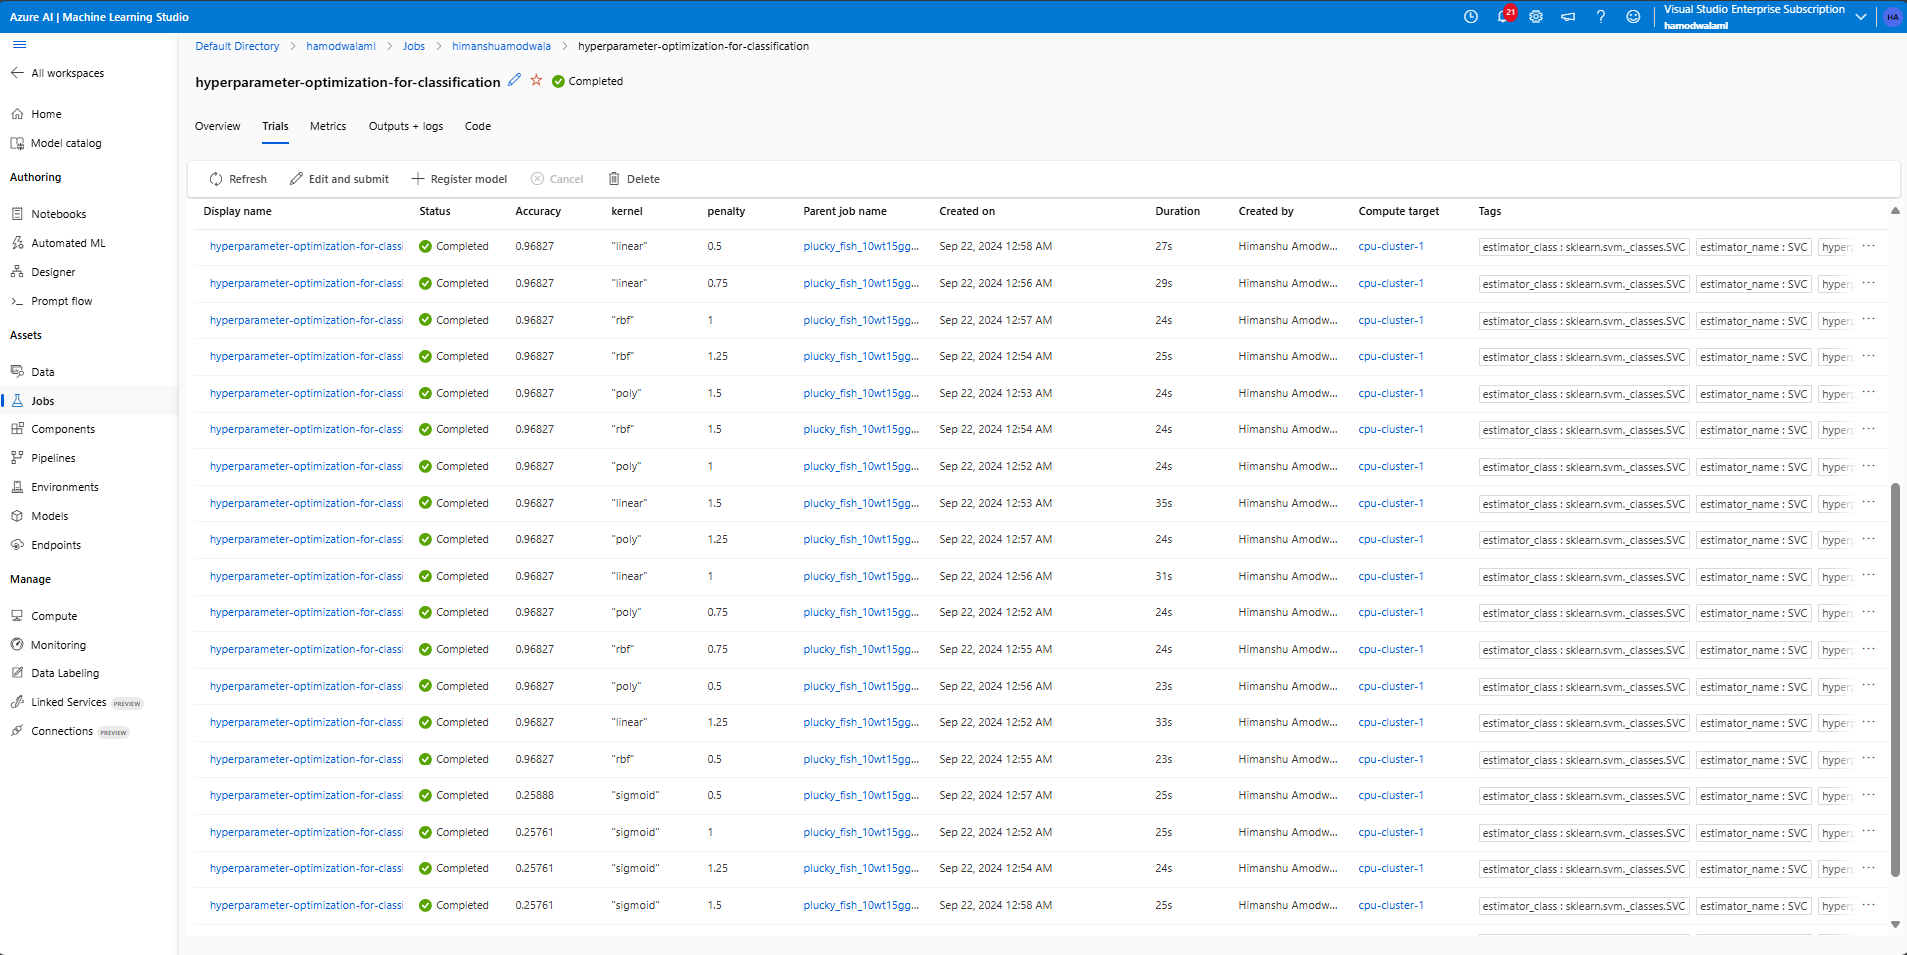 Azure AI | Machine Learning Studio
21
Visual Studio Enterprise Subscription
hamodwalaml
HA
Default Directory > hamodwalaml > Jobs > himanshuamodwala > hyperparameter-optimization-for-classification
All workspaces
hyperparameter-optimization-for-classification Completed
Home
Model catalog
Authoring
Notebooks
Automated ML
Designer
Prompt flow
Assets
Data
Jobs
Components
Pipelines
Environments
Models
Endpoints
Manage
Compute
Monitoring
Data Labeling
Linked Services PREVIEW
Connections PREVIEW
Overview Trials Metrics Outputs + logs Code
Refresh Edit and submit Register model Cancel Delete
Display name Status Accuracy kernel penalty Parent job name Created on Duration Created by Compute target Tags
hyperparameter-optimization-for-classi Completed 0.96827 "linear" 0.5 plucky_fish_10wt15gg... Sep 22, 2024 12:58 AM 27s Himanshu Amodw... cpu-cluster-1 estimator_class : sklearn.svm._classes.SVC estimator_name : SVC hyperp ...
hyperparameter-optimization-for-classi Completed 0.96827 "linear" 0.75 plucky_fish_10wt15gg... Sep 22, 2024 12:56 AM 29s Himanshu Amodw... cpu-cluster-1 estimator_class : sklearn.svm._classes.SVC estimator_name : SVC hyperp ...
hyperparameter-optimization-for-classi Completed 0.96827 "rbf" 1 plucky_fish_10wt15gg... Sep 22, 2024 12:57 AM 24s Himanshu Amodw... cpu-cluster-1 estimator_class : sklearn.svm._classes.SVC estimator_name : SVC hyperp ...
hyperparameter-optimization-for-classi Completed 0.96827 "rbf" 1.25 plucky_fish_10wt15gg... Sep 22, 2024 12:54 AM 25s Himanshu Amodw... cpu-cluster-1 estimator_class : sklearn.svm._classes.SVC estimator_name : SVC hyperp ...
hyperparameter-optimization-for-classi Completed 0.96827 "poly" 1.5 plucky_fish_10wt15gg... Sep 22, 2024 12:53 AM 24s Himanshu Amodw... cpu-cluster-1 estimator_class : sklearn.svm._classes.SVC estimator_name : SVC hyperp ...
hyperparameter-optimization-for-classi Completed 0.96827 "rbf" 1.5 plucky_fish_10wt15gg... Sep 22, 2024 12:54 AM 24s Himanshu Amodw... cpu-cluster-1 estimator_class : sklearn.svm._classes.SVC estimator_name : SVC hyperp ...
hyperparameter-optimization-for-classi Completed 0.96827 "poly" 1 plucky_fish_10wt15gg... Sep 22, 2024 12:52 AM 24s Himanshu Amodw... cpu-cluster-1 estimator_class : sklearn.svm._classes.SVC estimator_name : SVC hyperp ...
hyperparameter-optimization-for-classi Completed 0.96827 "linear" 1.5 plucky_fish_10wt15gg... Sep 22, 2024 12:53 AM 35s Himanshu Amodw... cpu-cluster-1 estimator_class : sklearn.svm._classes.SVC estimator_name : SVC hyperp ...
hyperparameter-optimization-for-classi Completed 0.96827 "poly" 1.25 plucky_fish_10wt15gg... Sep 22, 2024 12:57 AM 24s Himanshu Amodw... cpu-cluster-1 estimator_class : sklearn.svm._classes.SVC estimator_name : SVC hyperp ...
hyperparameter-optimization-for-classi Completed 0.96827 "linear" 1 plucky_fish_10wt15gg... Sep 22, 2024 12:56 AM 31s Himanshu Amodw... cpu-cluster-1 estimator_class : sklearn.svm._classes.SVC estimator_name : SVC hyperp ...
hyperparameter-optimization-for-classi Completed 0.96827 "poly" 0.75 plucky_fish_10wt15gg... Sep 22, 2024 12:52 AM 24s Himanshu Amodw... cpu-cluster-1 estimator_class : sklearn.svm._classes.SVC estimator_name : SVC hyperp ...
hyperparameter-optimization-for-classi Completed 0.96827 "rbf" 0.75 plucky_fish_10wt15gg... Sep 22, 2024 12:55 AM 24s Himanshu Amodw... cpu-cluster-1 estimator_class : sklearn.svm._classes.SVC estimator_name : SVC hyperp ...
hyperparameter-optimization-for-classi Completed 0.96827 "poly" 0.5 plucky_fish_10wt15gg... Sep 22, 2024 12:56 AM 23s Himanshu Amodw... cpu-cluster-1 estimator_class : sklearn.svm._classes.SVC estimator_name : SVC hyperp ...
hyperparameter-optimization-for-classi Completed 0.96827 "linear" 1.25 plucky_fish_10wt15gg... Sep 22, 2024 12:52 AM 33s Himanshu Amodw... cpu-cluster-1 estimator_class : sklearn.svm._classes.SVC estimator_name : SVC hyperp ...
hyperparameter-optimization-for-classi Completed 0.96827 "rbf" 0.5 plucky_fish_10wt15gg... Sep 22, 2024 12:55 AM 23s Himanshu Amodw... cpu-cluster-1 estimator_class : sklearn.svm._classes.SVC estimator_name : SVC hyperp ...
hyperparameter-optimization-for-classi Completed 0.25888 "sigmoid" 0.5 plucky_fish_10wt15gg... Sep 22, 2024 12:57 AM 25s Himanshu Amodw... cpu-cluster-1 estimator_class : sklearn.svm._classes.SVC estimator_name : SVC hyperp ...
hyperparameter-optimization-for-classi Completed 0.25761 "sigmoid" 1 plucky_fish_10wt15gg... Sep 22, 2024 12:52 AM 25s Himanshu Amodw... cpu-cluster-1 estimator_class : sklearn.svm._classes.SVC estimator_name : SVC hyperp ...
hyperparameter-optimization-for-classi Completed 0.25761 "sigmoid" 1.25 plucky_fish_10wt15gg... Sep 22, 2024 12:54 AM 24s Himanshu Amodw... cpu-cluster-1 estimator_class : sklearn.svm._classes.SVC estimator_name : SVC hyperp ...
hyperparameter-optimization-for-classi Completed 0.25761 "sigmoid" 1.5 plucky_fish_10wt15gg... Sep 22, 2024 12:58 AM 25s Himanshu Amodw... cpu-cluster-1 estimator_class : sklearn.svm._classes.SVC estimator_name : SVC hyperp ...